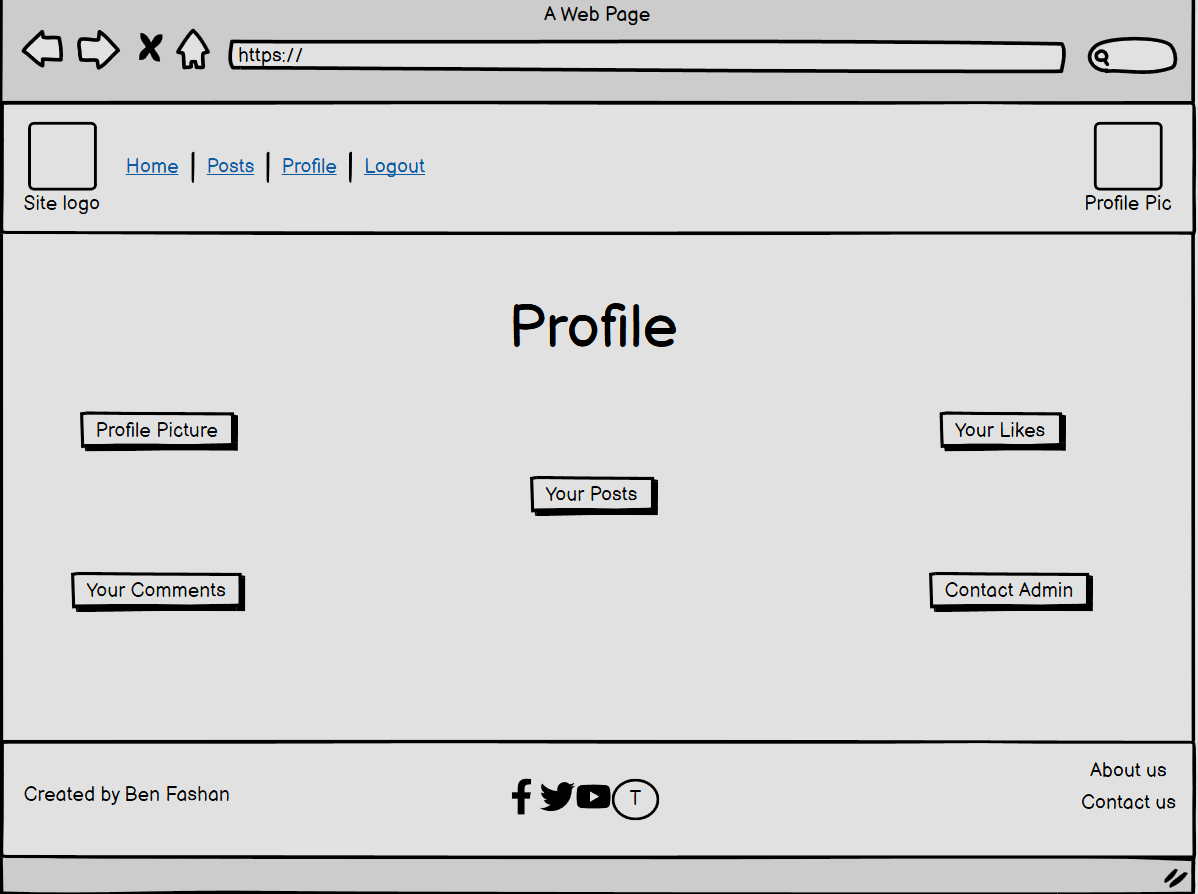 A Web Page
https://
Home | Posts | Profile | Logout
Site logo
Profile Pic
Profile
Profile Picture
Your Likes
Your Posts
Your Comments
Contact Admin
Created by Ben Fashan
T
About us
Contact us